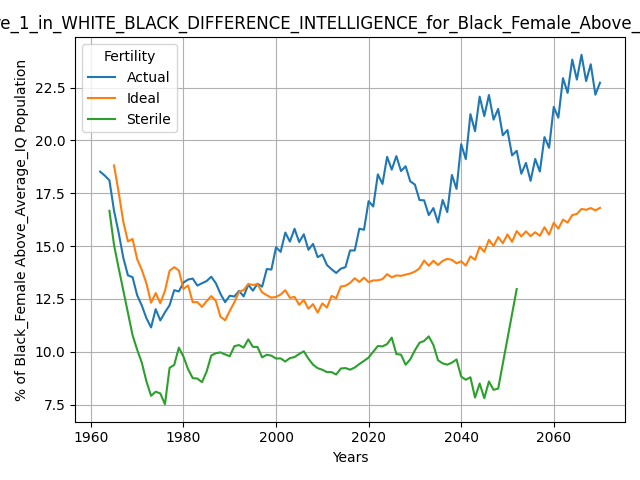 e_1_in_WHITE_BLACK_DIFFERENCE_INTELLIGENCE_for_Black_Female_Above_
% of Black_Female Above_Average_IQ Population
Fertility
Actual
Ideal
Sterile
22.5
20.0
17.5
15.0
12.5
10.0
7.5
1960
1980
2000
2020
2040
2060
Years